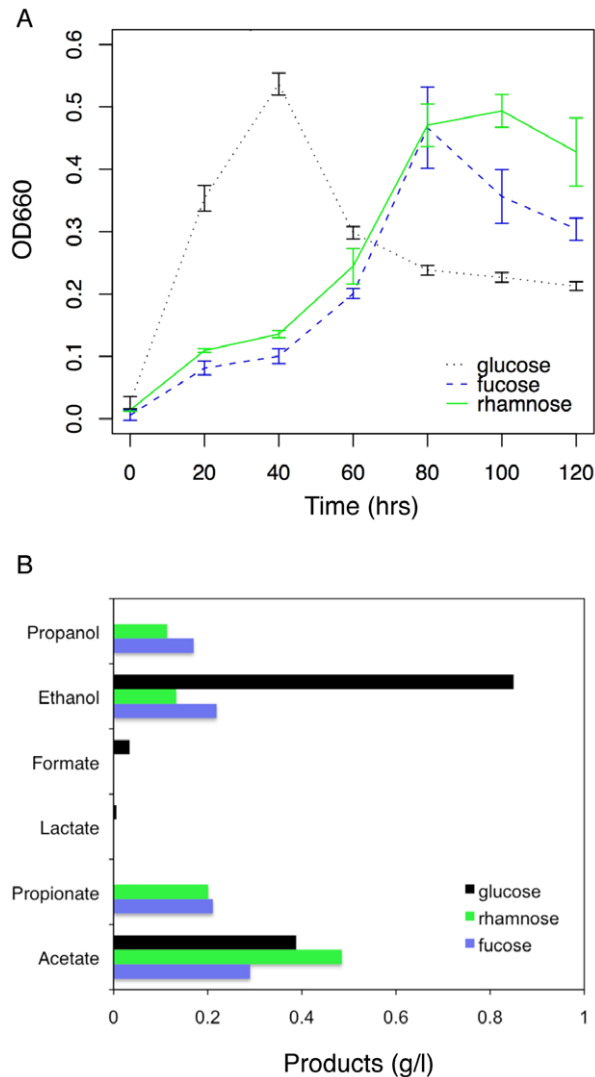 A
0.6
0.5
0.4
0.3
0.2
0.1
0.0
OD660
glucose
fucose
rhamnose
0 20 40 60 80 100 120
Time (hrs)
B
Propanol
Ethanol
Formate
Lactate
Propionate
Acetate
glucose
rhamnose
fucose
0 0.2 0.4 0.6 0.8 1
Products (g/l)